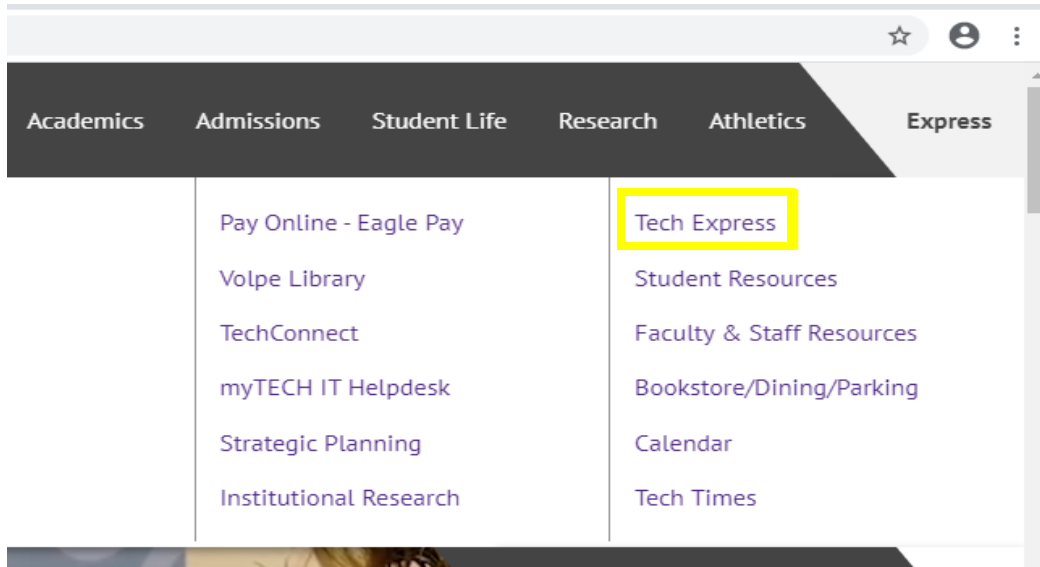 Academics Admissions Student Life Research Athletics Express
Pay Online - Eagle Pay
Volpe Library
TechConnect
myTECH IT Helpdesk
Strategic Planning
Institutional Research
Tech Express
Student Resources
Faculty & Staff Resources
Bookstore/Dining/Parking
Calendar
Tech Times